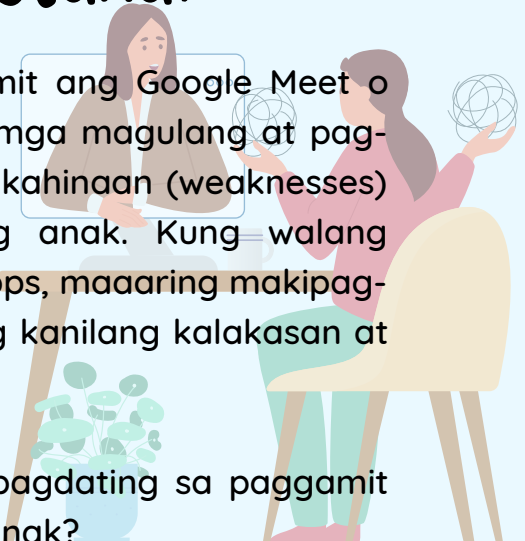 mit ang Google Meet o
mga magulang at pag-
kahinaan (weaknesses)
g anak. Kung walang
ps, maaaring makipag-
g kanilang kalakasan at
pagdating sa paggamit
nak?